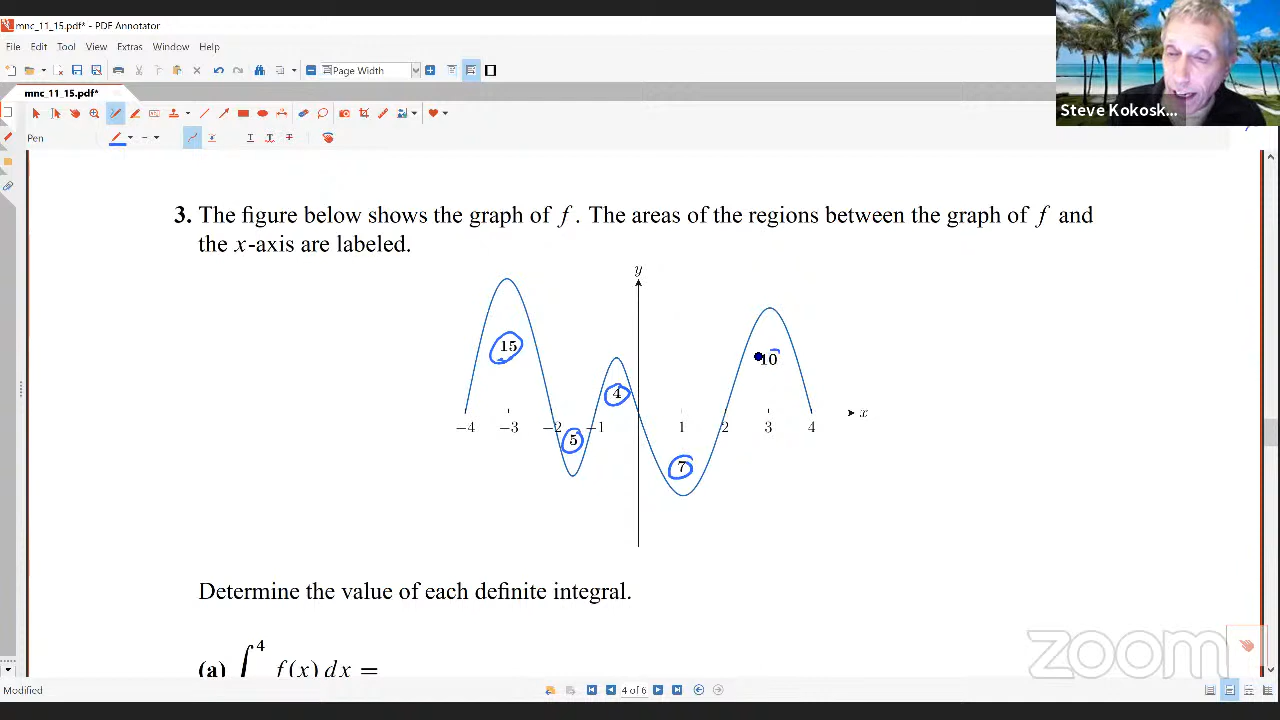 mnc_11_15.pdf* - PDF Annotator
File Edit Tool View Extras Window Help
Page Width
mnc_11_15.pdf*
Pen
Steve Kokosk...
3. The figure below shows the graph of f. The areas of the regions between the graph of f and
the x-axis are labeled.
y
15
10
4
5
7
x
−4 −3 −2 −1 1 2 3 4
Determine the value of each definite integral.
(a) ∫ 4 f(x) dx =
zoom
Modified
4 of 6